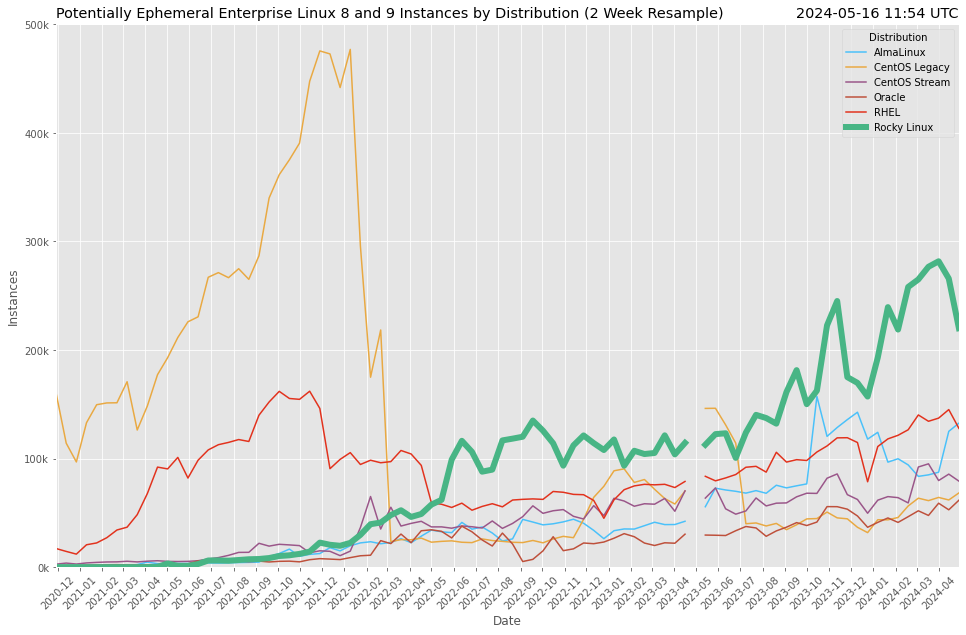 Potentially Ephemeral Enterprise Linux 8 and 9 Instances by Distribution (2 Week Resample) 2024-05-16 11:54 UTC
500k
400k
300k
200k
100k
0k
Instances
Distribution
AlmaLinux
CentOS Legacy
CentOS Stream
Oracle
RHEL
Rocky Linux
2020-12 2021-01 2021-02 2021-03 2021-04 2021-05 2021-06 2021-07 2021-08 2021-09 2021-10 2021-11 2021-12 2022-01 2022-02 2022-03 2022-04 2022-05 2022-06 2022-07 2022-08 2022-09 2022-10 2022-11 2022-12 2023-01 2023-02 2023-03 2023-04 2023-05 2023-06 2023-07 2023-08 2023-09 2023-10 2023-11 2023-12 2024-01 2024-02 2024-03 2024-04
Date